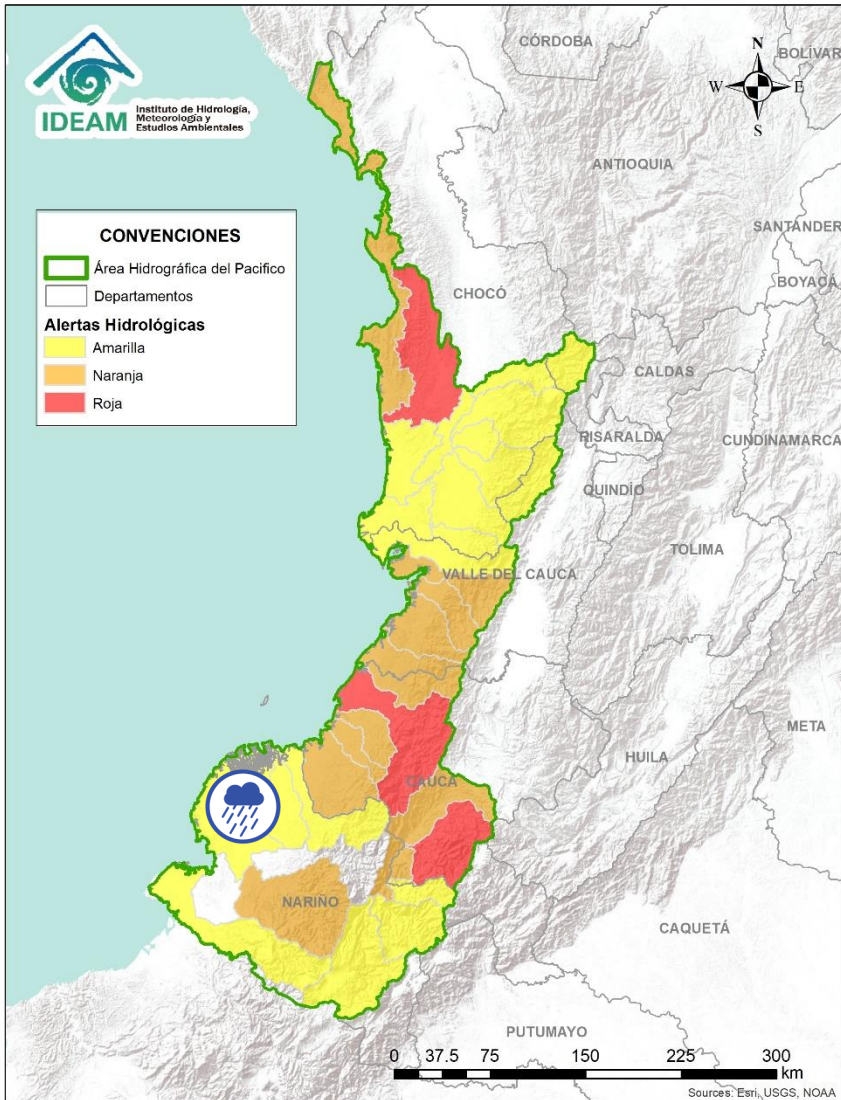 IDEAM
Instituto de Hidrología,
Meteorología y
Estudios Ambientales
N
W
E
S
CONVENCIONES
Área Hidrográfica del Pacifico
Departamentos
Alertas Hidrológicas
Amarilla
Naranja
Roja
CÓRDOBA
BOLÍVAR
ANTIOQUIA
SANTANDER
BOYACÁ
CHOCÓ
CALDAS
RISARALDA
CUNDINAMARCA
QUINDÍO
TOLIMA
VALLE DEL CAUCA
META
HUILA
CAUCA
NARIÑO
CAQUETÁ
PUTUMAYO
0 37.5 75 150 225 300
km
Sources: Esri, USGS, NOAA